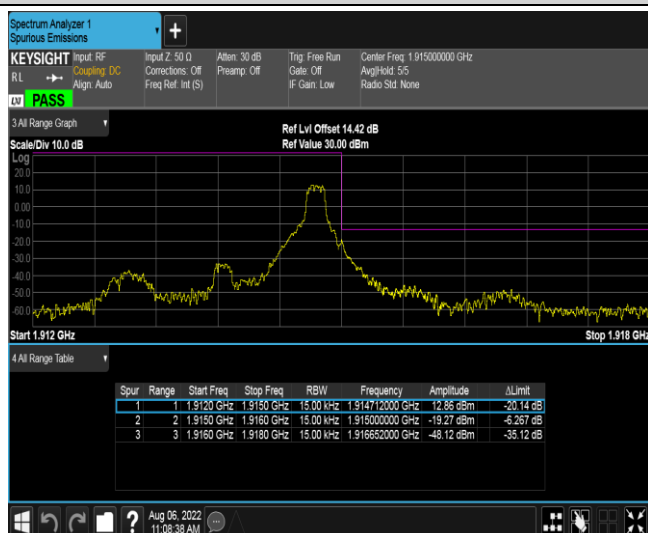 Spectrum Analyzer 1
Spurious Emissions
KEYSIGHT Input: RF Input Z: 50 Ω Atten: 30 dB Trig: Free Run Center Freq: 1.915000000 GHz
RL Coupling: DC Corrections: Off Preamp: Off Gate: Off Avg|Hold: 5/5
Align: Auto Freq Ref: Int (S) IF Gain: Low Radio Std: None
LXI PASS
3 All Range Graph
Ref Lvl Offset 14.42 dB
Scale/Div 10.0 dB Ref Value 30.00 dBm
Log
20.0
10.0
0.00
-10.0
-20.0
-30.0
-40.0
-50.0
-60.0
Start 1.912 GHz Stop 1.918 GHz
4 All Range Table
Spur Range Start Freq Stop Freq RBW Frequency Amplitude ΔLimit
1 1 1.9120 GHz 1.9150 GHz 15.00 kHz 1.914712000 GHz 12.86 dBm -20.14 dB
2 2 1.9150 GHz 1.9160 GHz 15.00 kHz 1.915000000 GHz -19.27 dBm -6.267 dB
3 3 1.9160 GHz 1.9180 GHz 15.00 kHz 1.916652000 GHz -48.12 dBm -35.12 dB
Aug 06, 2022
11:08:38 AM